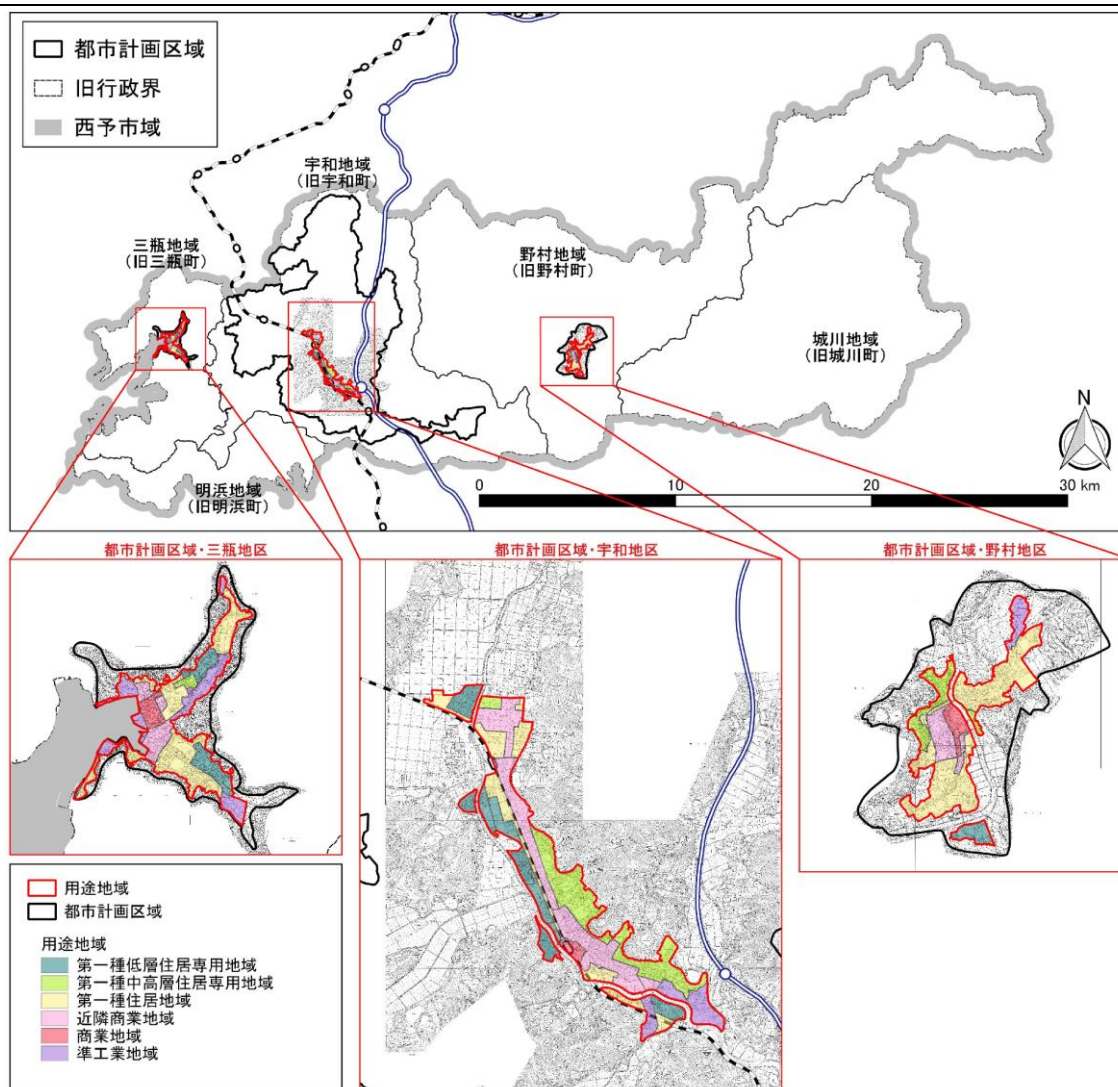 都市計画区域
旧行政界
西予市域
宇和地域
(旧宇和町)
三瓶地域
(旧三瓶町)
野村地域
(旧野村町)
城川地域
(旧城川町)
明浜地域
(旧明浜町)
N
0 10 20 30 km
都市計画区域・三瓶地区
都市計画区域・宇和地区
都市計画区域・野村地区
用途地域
都市計画区域
用途地域
第一種低層住居専用地域
第一種中高層住居専用地域
第一種住居地域
近隣商業地域
商業地域
準工業地域